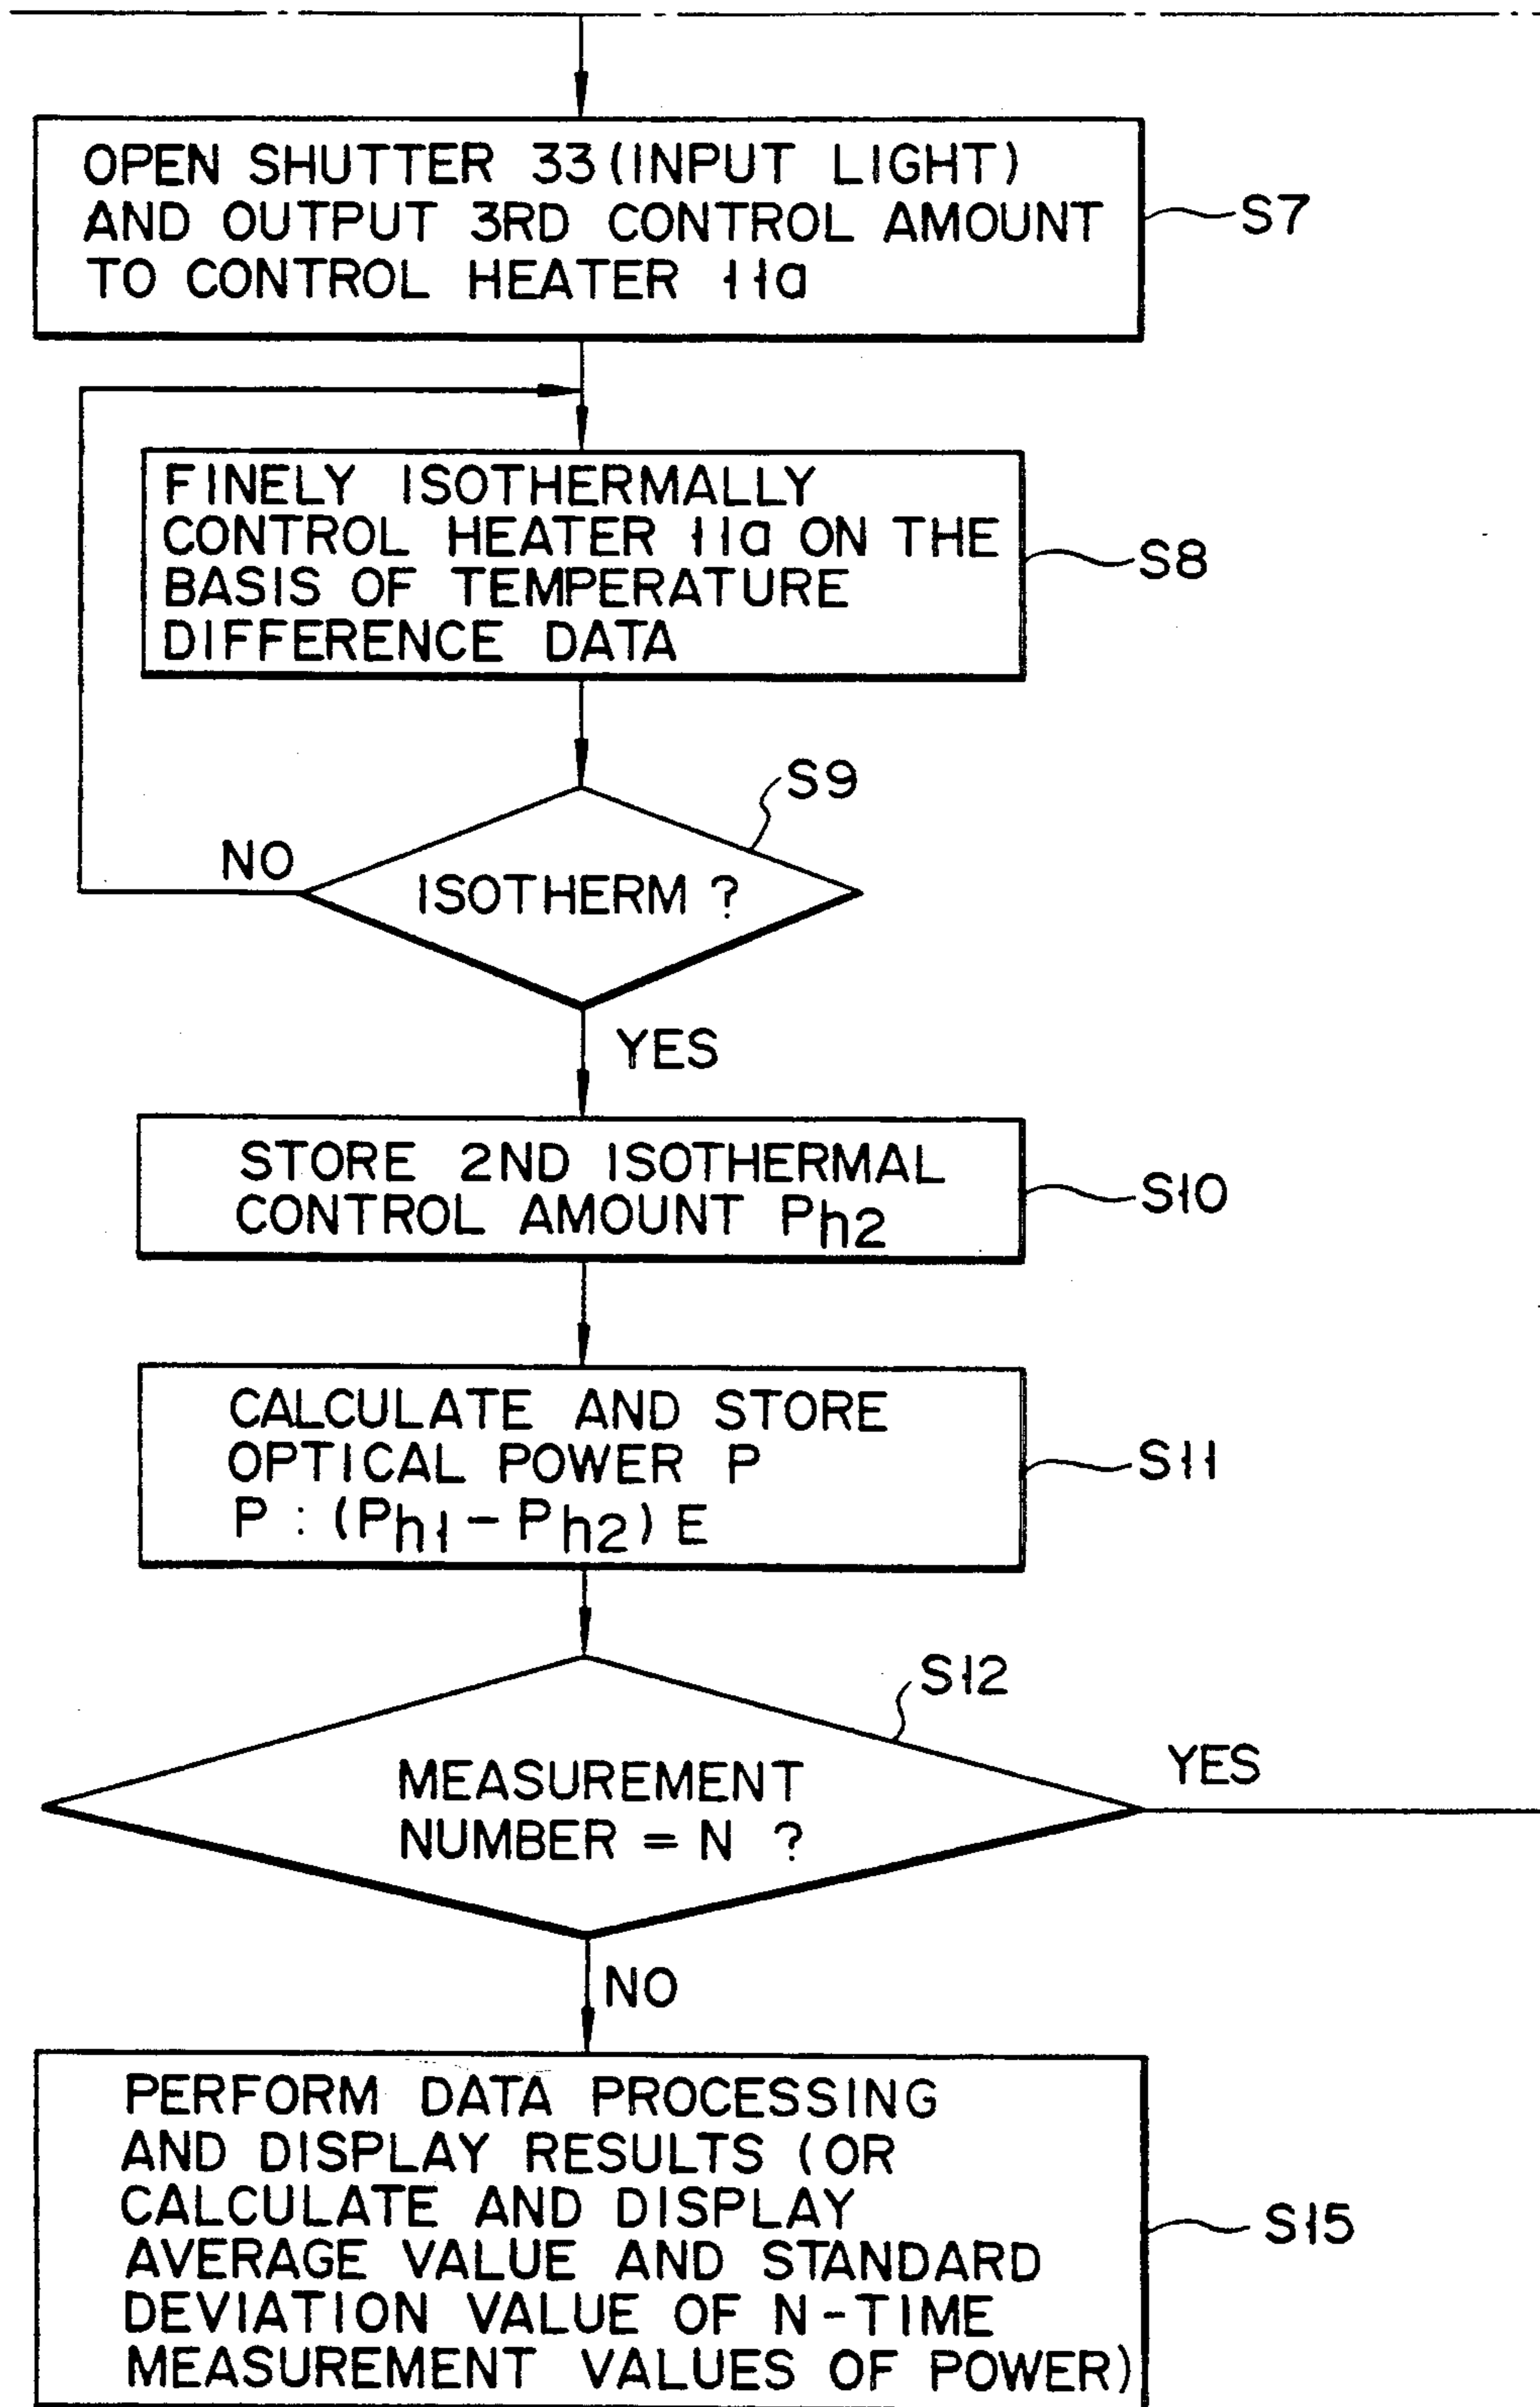 OPEN SHUTTER 33 (INPUT LIGHT)
AND OUTPUT 3RD CONTROL AMOUNT
TO CONTROL HEATER 11a
S7
FINELY ISOTHERMALLY
CONTROL HEATER 11a ON THE
BASIS OF TEMPERATURE
DIFFERENCE DATA
S8
S9
NO
ISOTHERM ?
YES
STORE 2ND ISOTHERMAL
CONTROL AMOUNT Ph2
S10
CALCULATE AND STORE
OPTICAL POWER P
P : (Ph1 - Ph2) E
S11
S12
MEASUREMENT
NUMBER = N ?
YES
NO
PERFORM DATA PROCESSING
AND DISPLAY RESULTS (OR
CALCULATE AND DISPLAY
AVERAGE VALUE AND STANDARD
DEVIATION VALUE OF N-TIME
MEASUREMENT VALUES OF POWER)
S15